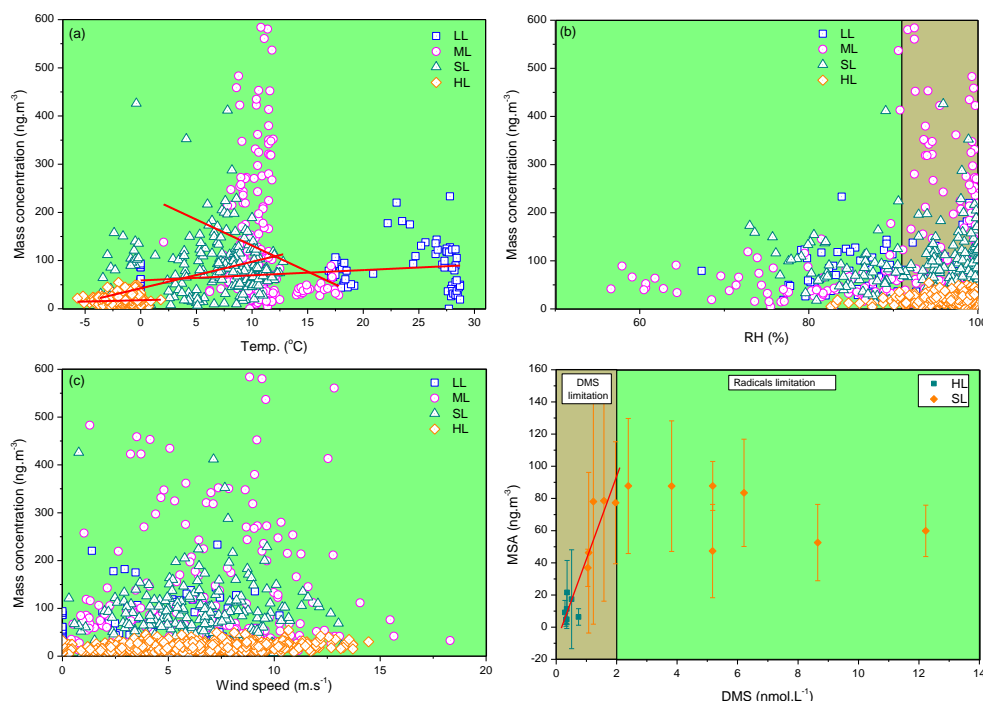 (a)
LL
ML
SL
HL
600
500
400
300
200
100
0
Mass concentration (ng.m-3)
-5 0 5 10 15 20 25 30
Temp. (oC)
(b)
LL
ML
SL
HL
600
500
400
300
200
100
0
Mass concentration (ng.m-3)
60 80 100
RH (%)
(c)
LL
ML
SL
HL
600
500
400
300
200
100
0
Mass concentration (ng.m-3)
0 5 10 15 20
Wind speed (m.s-1)
DMS
limitation
Radicals limitation
HL
SL
160
140
120
100
80
60
40
20
0
-20
MSA (ng.m-3)
0 2 4 6 8 10 12 14
DMS (nmol.L-1)